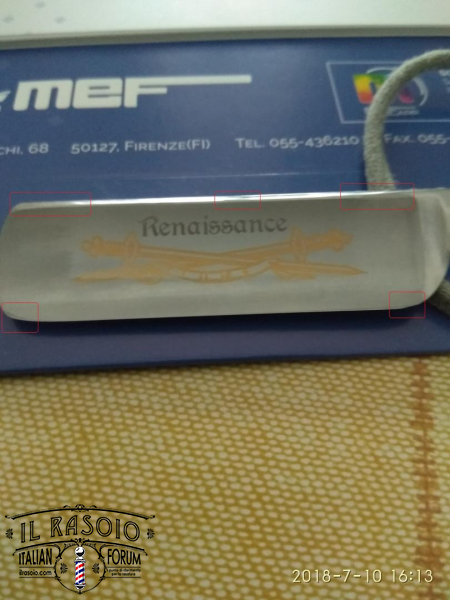 MEF
50127, FIRENZE(FI) TEL. 055-436210 FAX. 055-
CHI, 68
Renaissance
IL RASOIO
ITALIAN FORUM
ilrasoio.com
2018-7-10 16:13